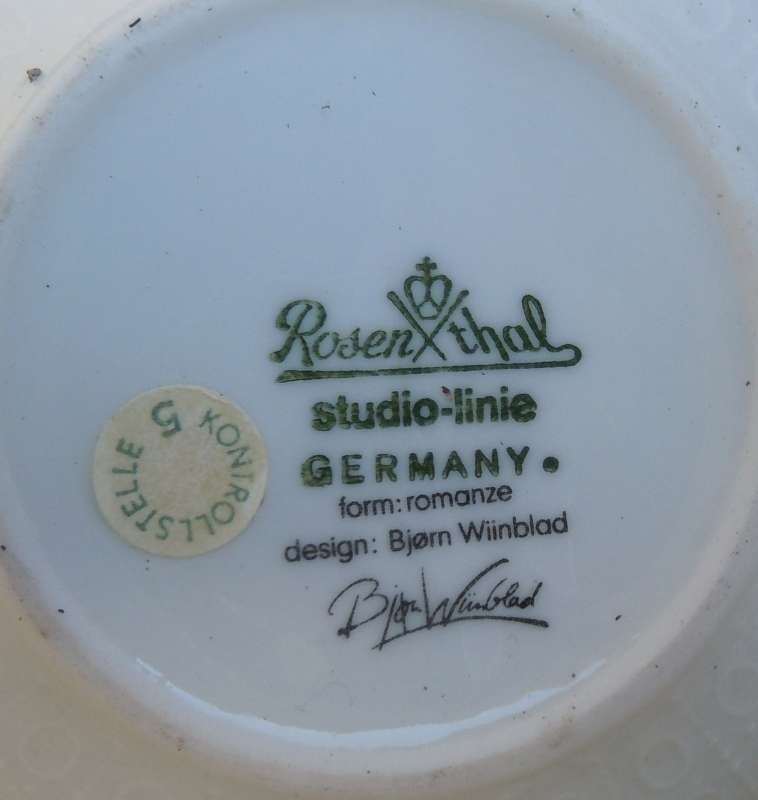 Rosenthal
studio-linie
GERMANY.
form: romanze
design: Bjørn Wiinblad
Bjørn Wiinblad
KONTROLLSTELLE 5